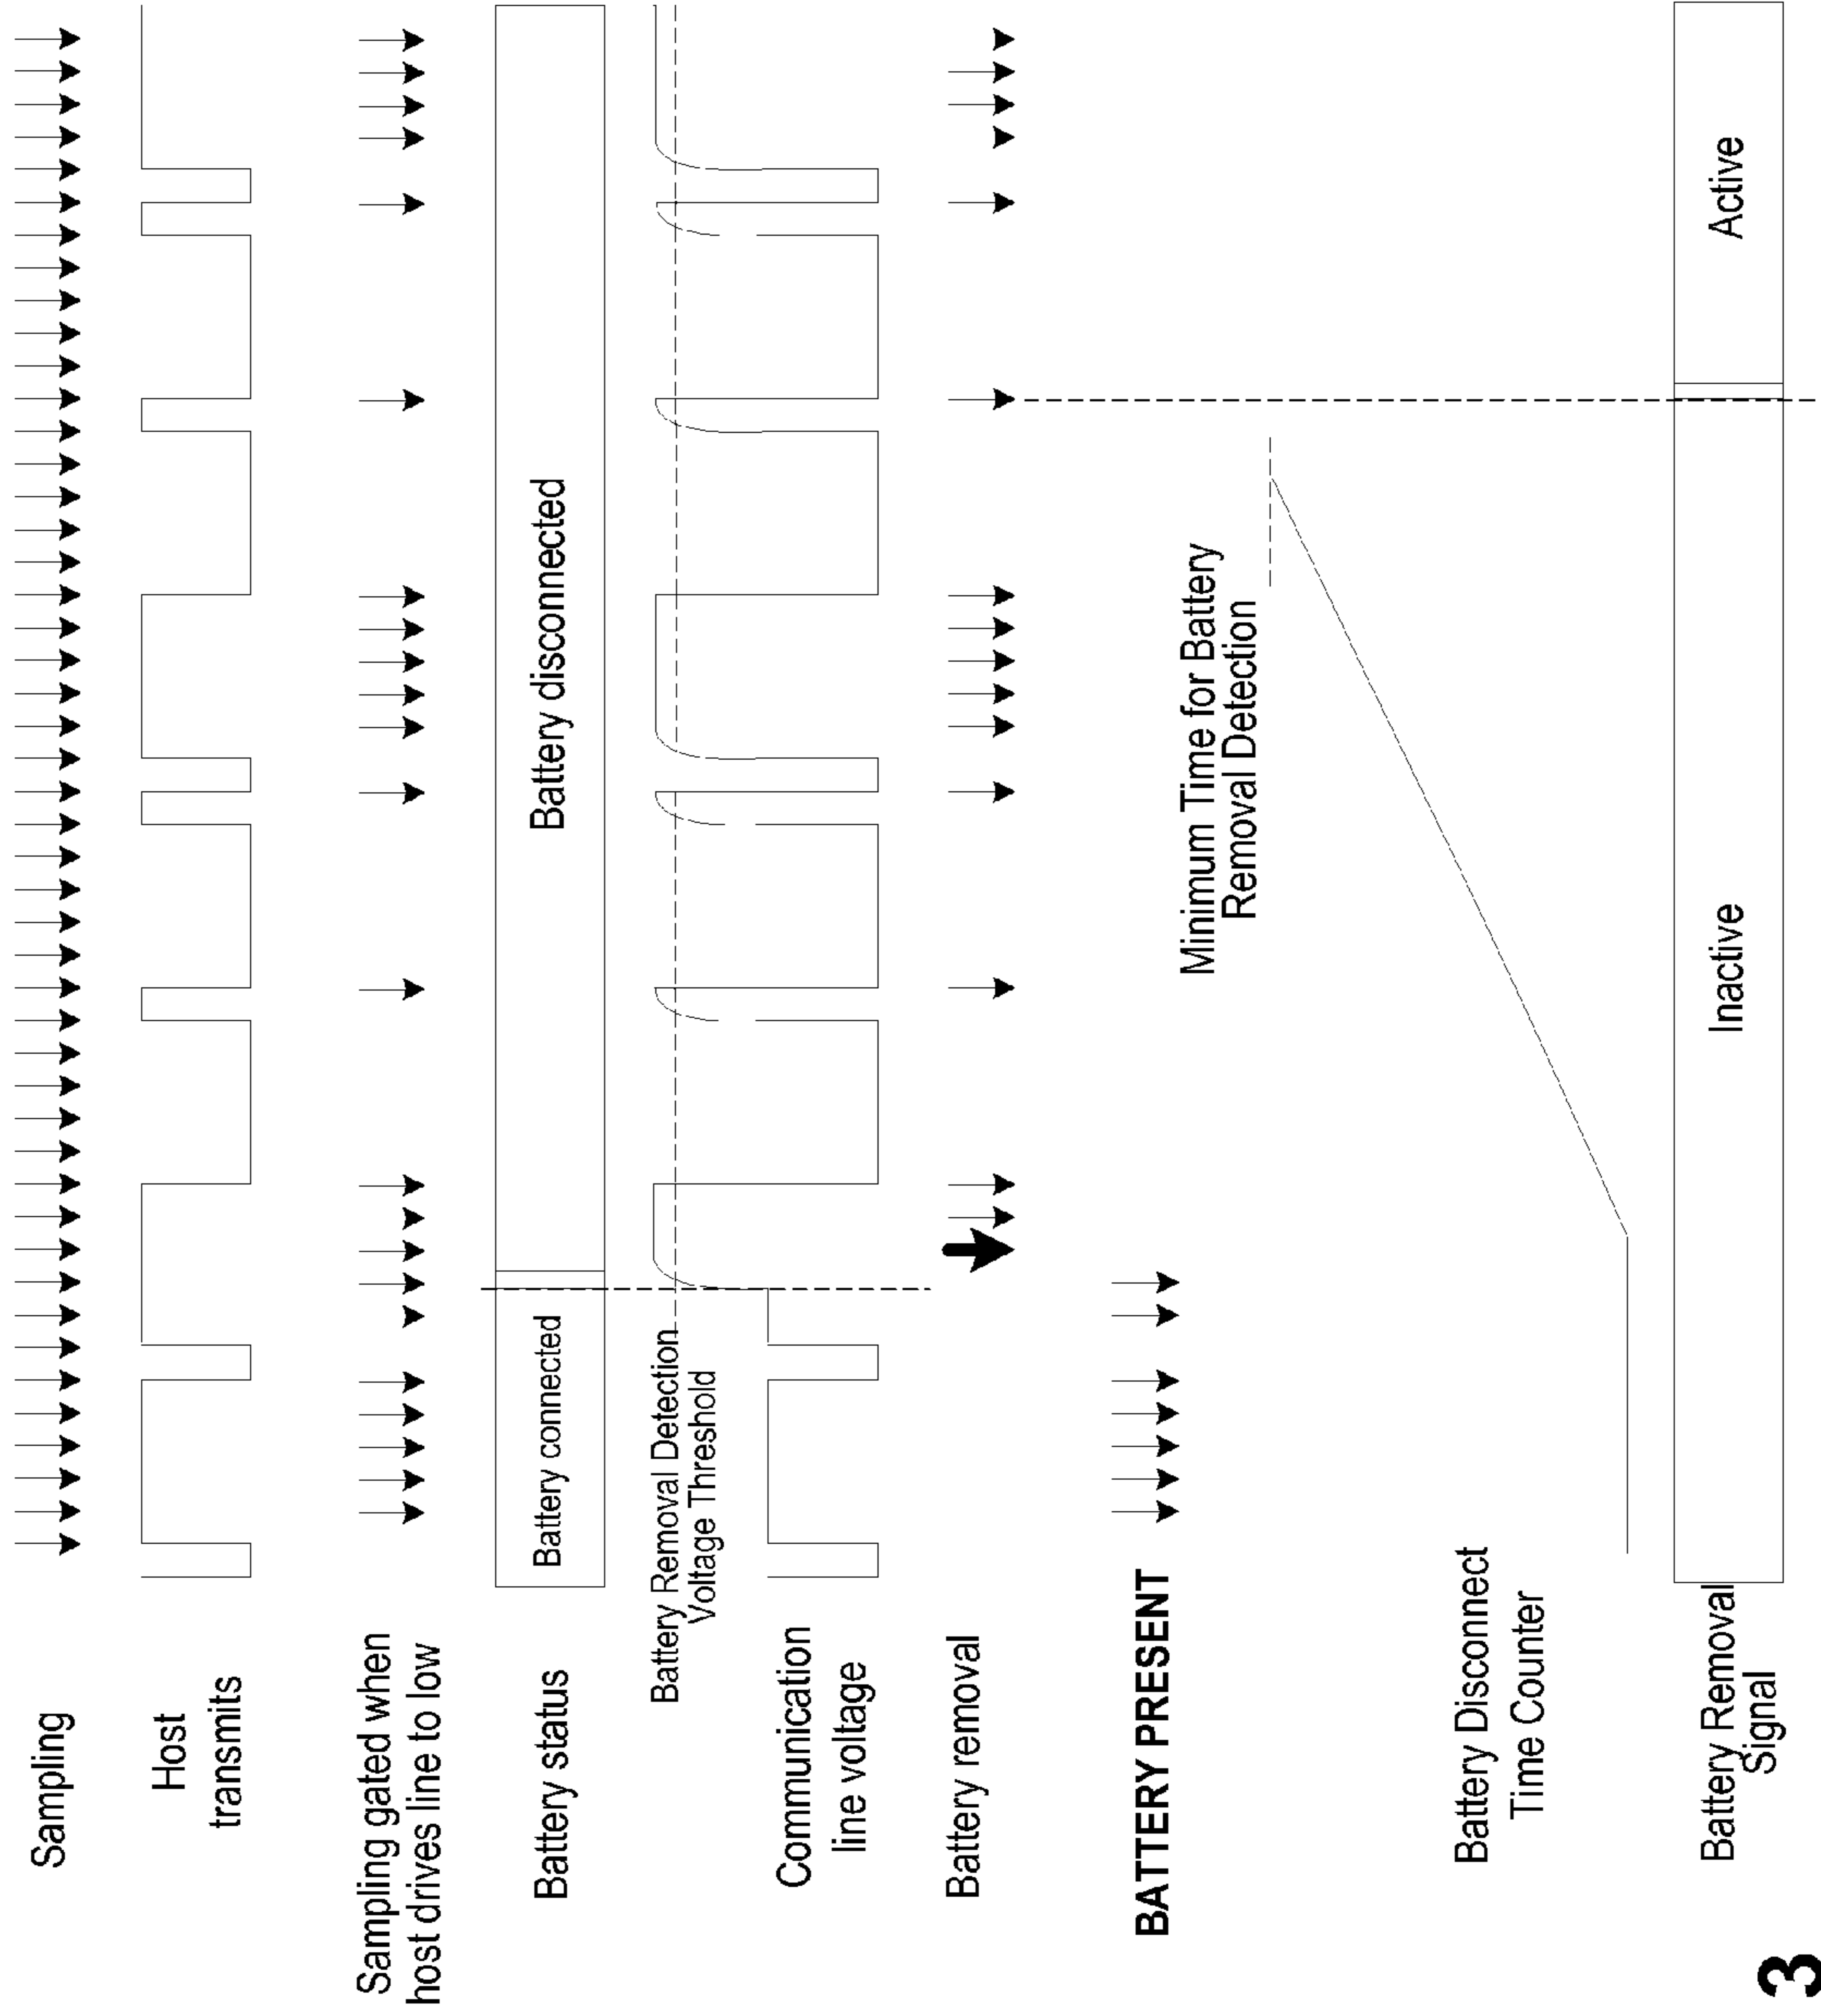 Sampling
Host
transmits
Sampling gated when
host drives line to low
Battery status
Battery connected
Battery disconnected
Battery Removal Detection
Voltage Threshold
Communication
line voltage
Battery removal
BATTERY PRESENT
Minimum Time for Battery
Removal Detection
Battery Disconnect
Time Counter
Battery Removal
Signal
Inactive
Active
3